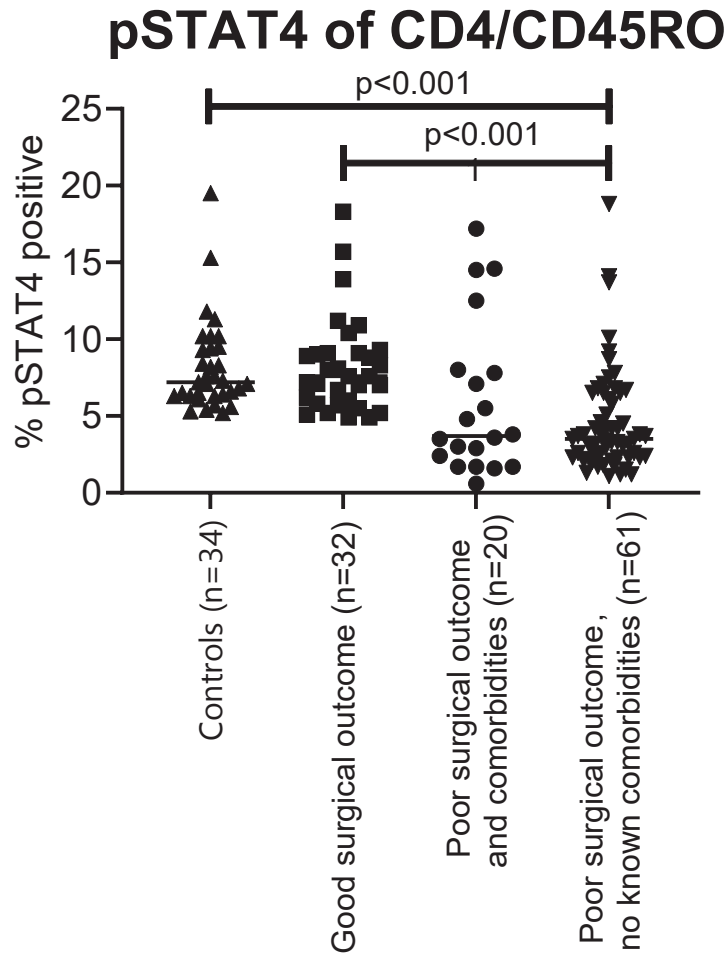 pSTAT4 of CD4/CD45RO
p<0.001
p<0.001
% pSTAT4 positive
25
20
15
10
5
0
Controls (n=34)
Good surgical outcome (n=32)
Poor surgical outcome
and comorbidities (n=20)
Poor surgical outcome,
no known comorbidities (n=61)